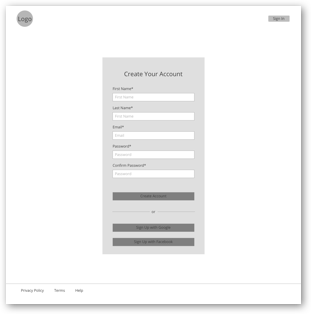 Logo
Sign In
Create Your Account
First Name*
First Name
Last Name*
First Name
Email*
Email
Password*
Password
Confirm Password*
Password
Create Account
or
Sign Up with Google
Sign Up with Facebook
Privacy Policy
Terms
Help